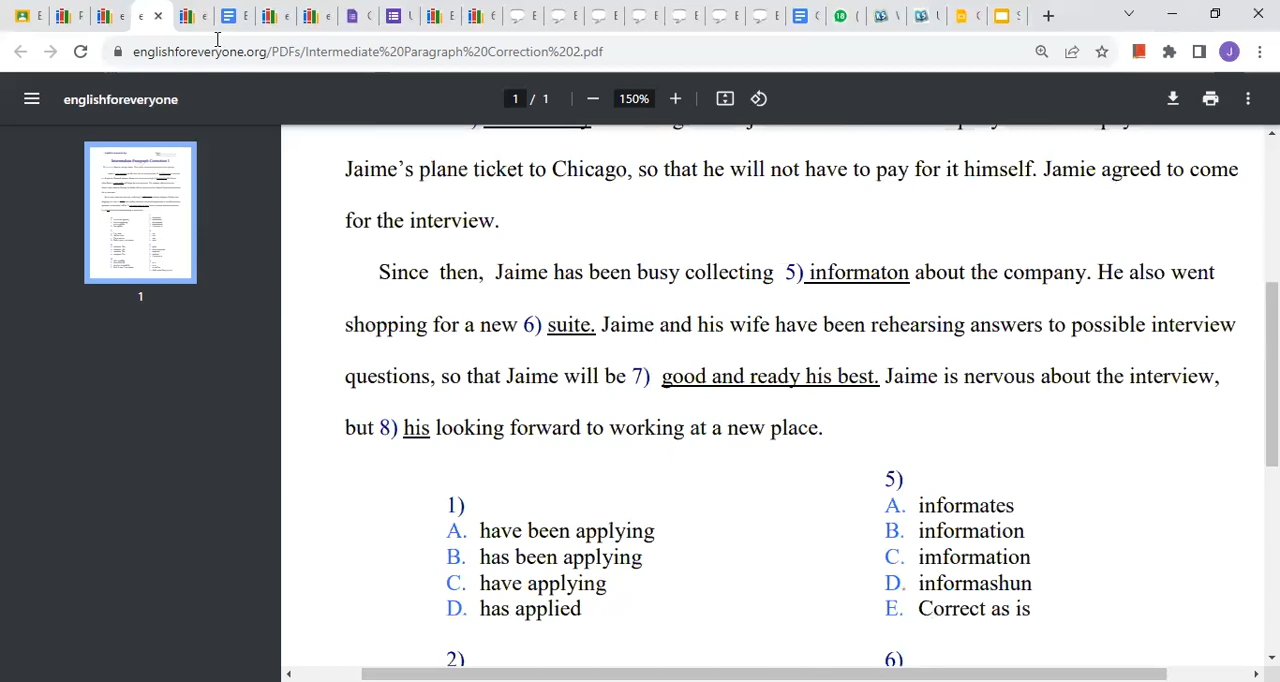 englishforeveryone.org/PDFs/Intermediate%20Paragraph%20Correction%202.pdf
englishforeveryone
1 / 1
150%
Jaime's plane ticket to Chicago, so that he will not have to pay for it himself. Jamie agreed to come
for the interview.
Since then, Jaime has been busy collecting 5) informaton about the company. He also went
shopping for a new 6) suite. Jaime and his wife have been rehearsing answers to possible interview
questions, so that Jaime will be 7) good and ready his best. Jaime is nervous about the interview,
but 8) his looking forward to working at a new place.
1)
A. have been applying
B. has been applying
C. have applying
D. has applied
2)
5)
A. informates
B. information
C. imformation
D. informashun
E. Correct as is
6)
1
J